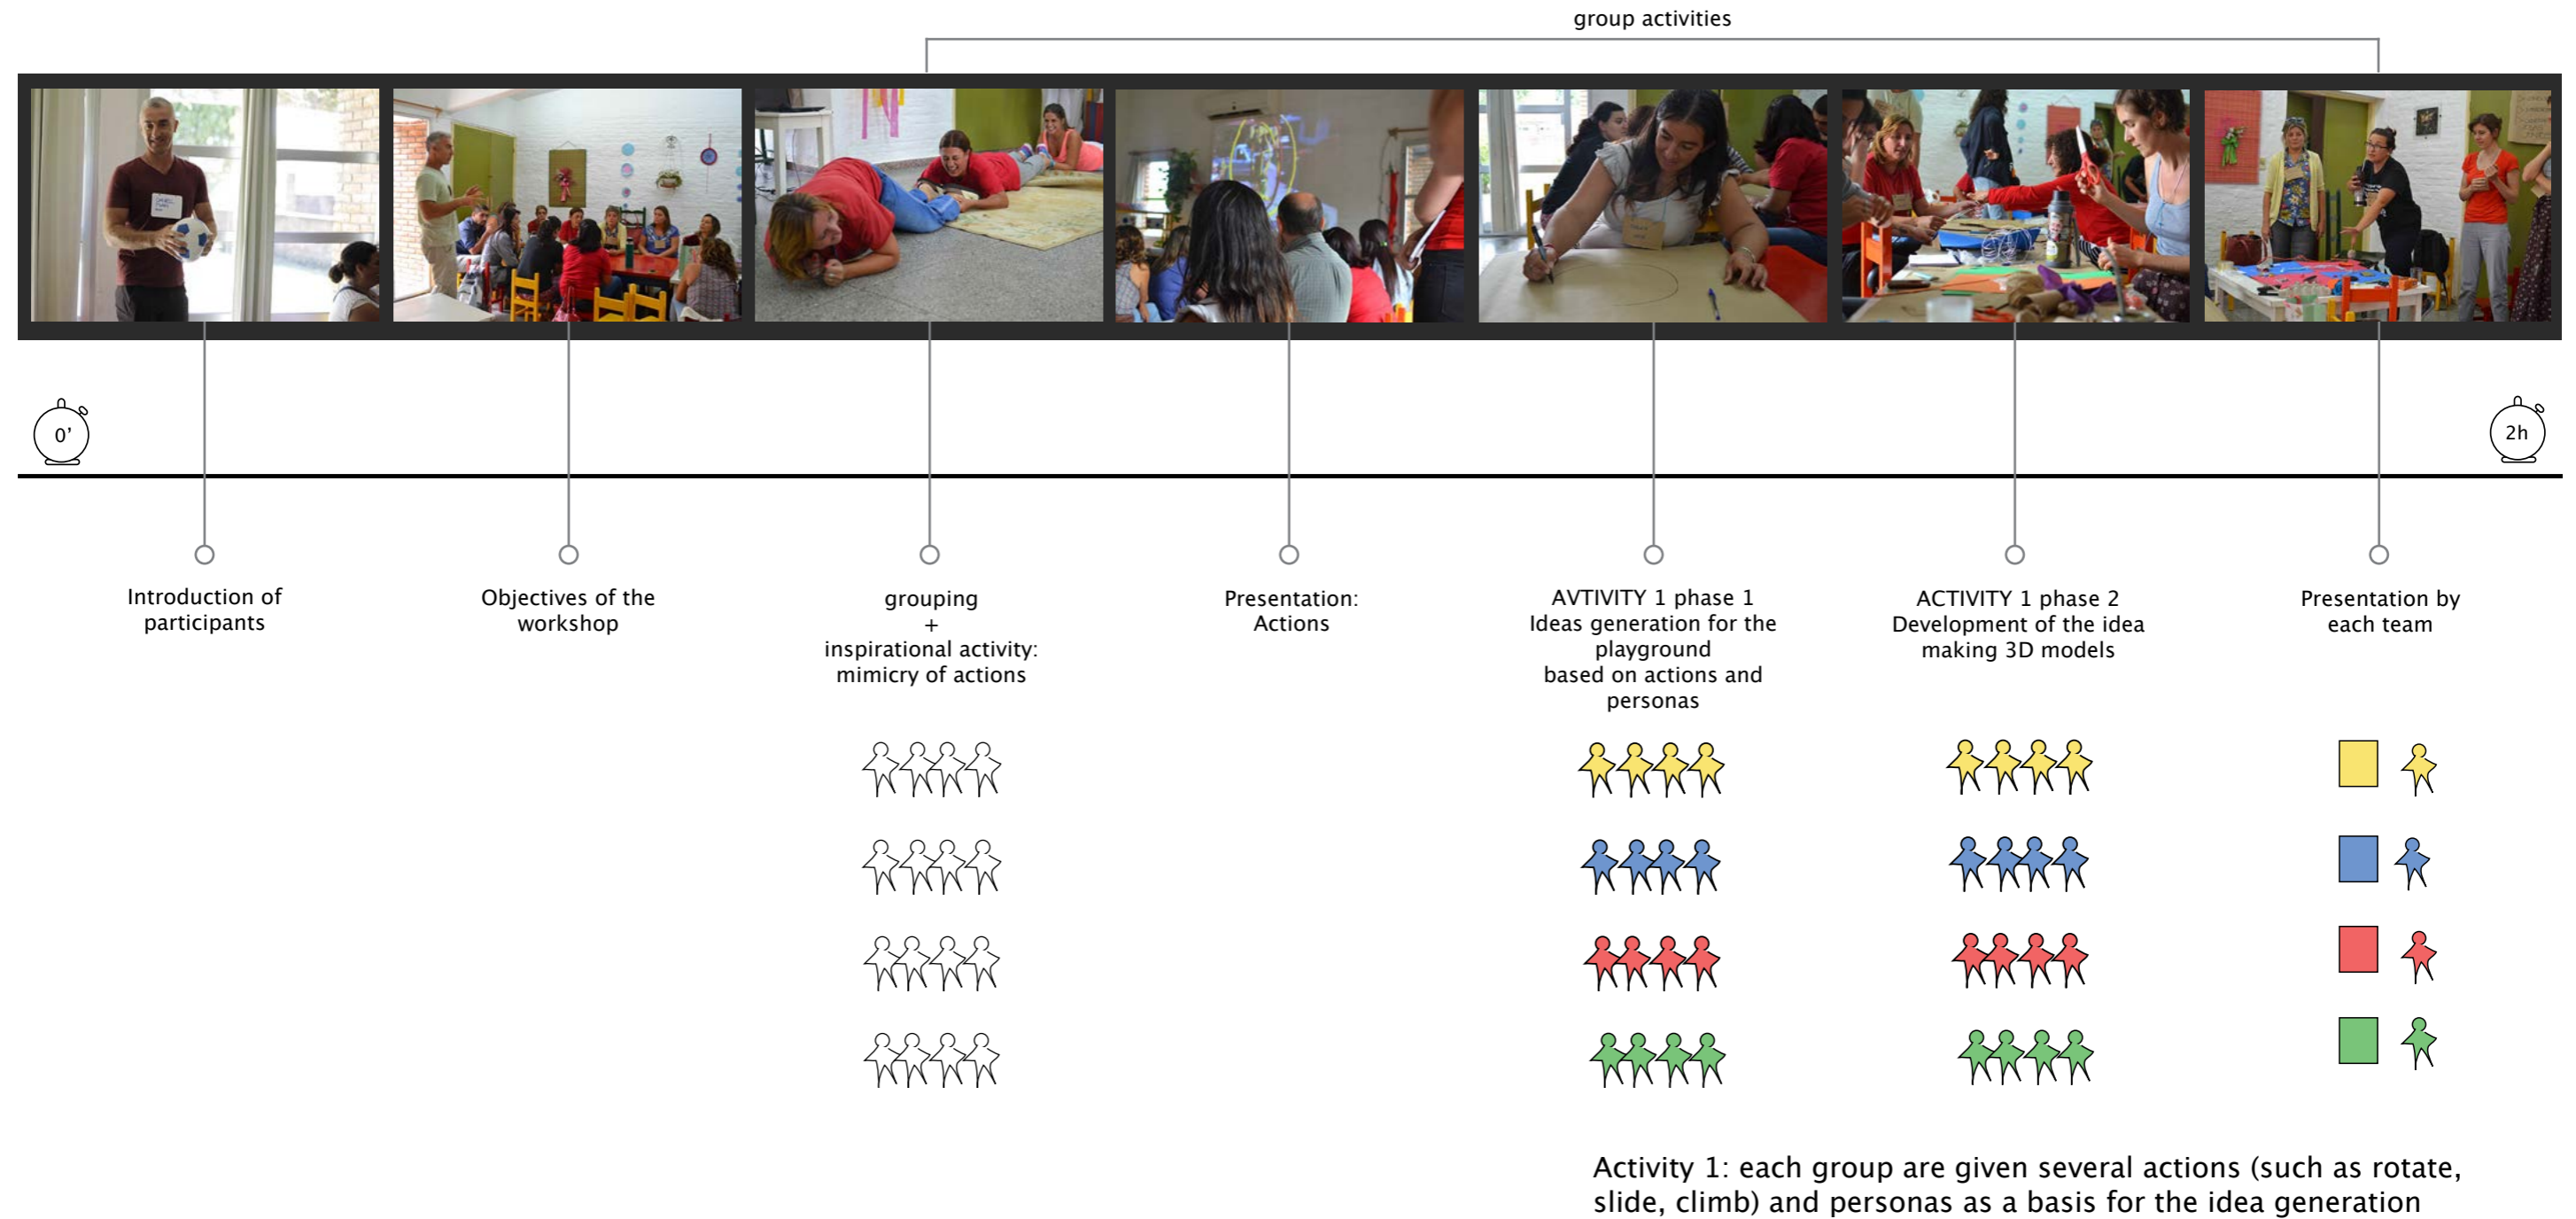 group activities
0’
2h
Introduction of
participants
Objectives of the
workshop
grouping
+
inspirational activity:
mimicry of actions
Presentation:
Actions
AVTIVITY 1 phase 1
Ideas generation for the
playground
based on actions and
personas
ACTIVITY 1 phase 2
Development of the idea
making 3D models
Presentation by
each team
Activity 1: each group are given several actions (such as rotate,
slide, climb) and personas as a basis for the idea generation